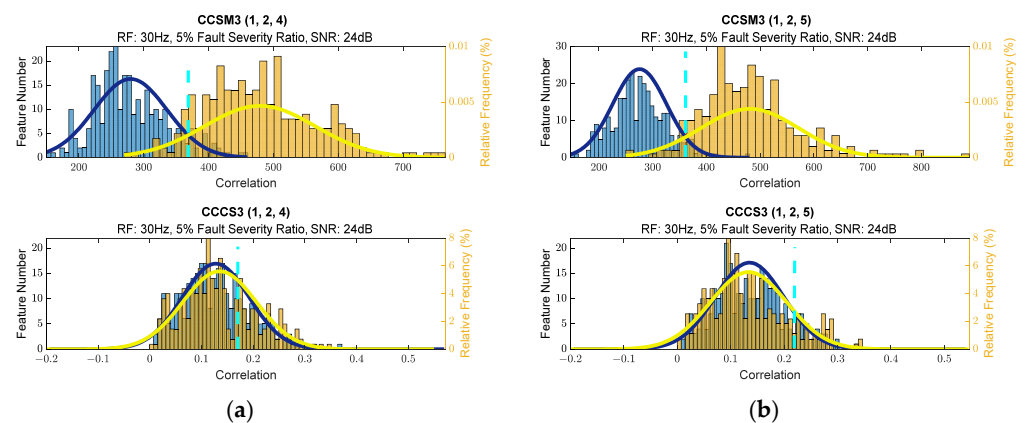 CCSM3 (1, 2, 4)
RF: 30Hz, 5% Fault Severity Ratio, SNR: 24dB
Feature Number
20
15
10
5
0
200 300 400 500 600 700
Correlation
0.01
0.005
0
Relative Frequency (%)
CCSM3 (1, 2, 5)
RF: 30Hz, 5% Fault Severity Ratio, SNR: 24dB
Feature Number
30
20
10
0
200 300 400 500 600 700 800
Correlation
0.01
0.005
0
Relative Frequency (%)
CCCS3 (1, 2, 4)
RF: 30Hz, 5% Fault Severity Ratio, SNR: 24dB
Feature Number
20
15
10
5
0
−0.2 −0.1 0 0.1 0.2 0.3 0.4 0.5
Correlation
8
6
4
2
0
Relative Frequency (%)
CCCS3 (1, 2, 5)
RF: 30Hz, 5% Fault Severity Ratio, SNR: 24dB
Feature Number
20
15
10
5
0
−0.2 −0.1 0 0.1 0.2 0.3 0.4 0.5
Correlation
8
6
4
2
0
Relative Frequency (%)
(a)
(b)